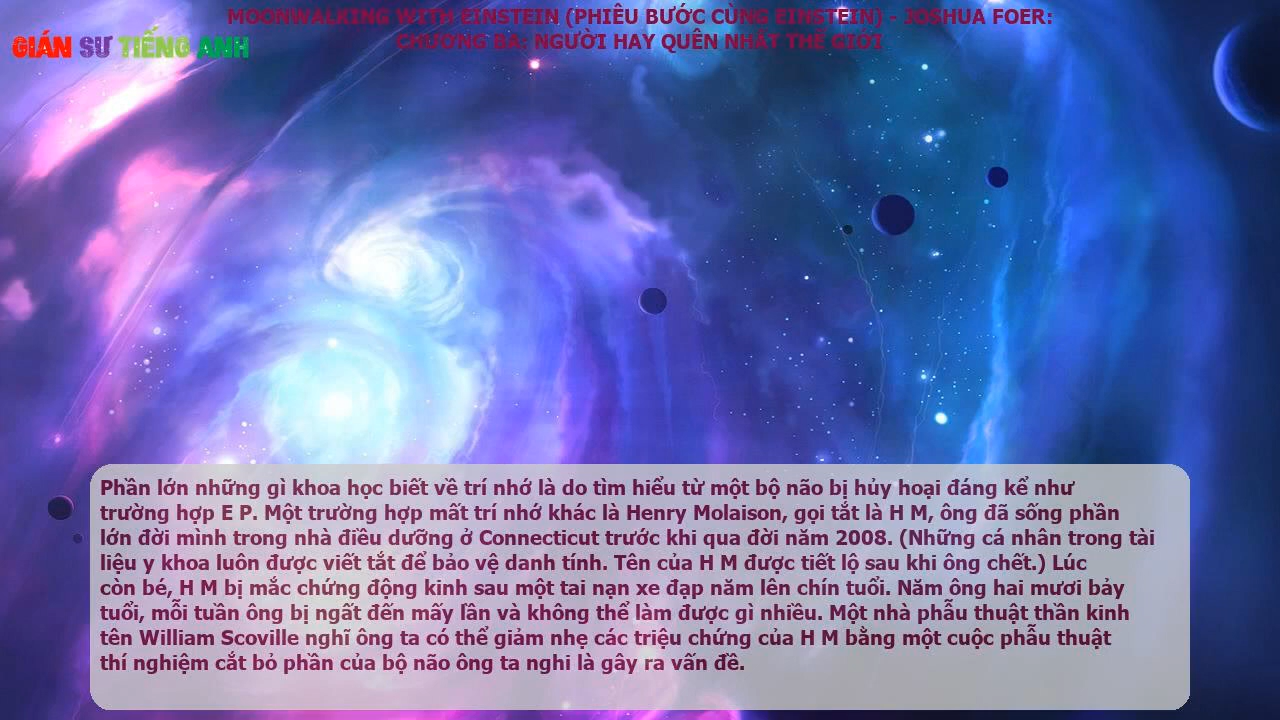 MOONWALKING WITH EINSTEIN (PHIÊU BƯỚC CÙNG EINSTEIN) - JOSHUA FOER:
CHƯƠNG BA: NGƯỜI HAY QUÊN NHẤT THẾ GIỚI
GIÁN SƯ TIẾNG ANH
Phần lớn những gì khoa học biết về trí nhớ là do tìm hiểu từ một bộ não bị hủy hoại đáng kể như
trường hợp E P. Một trường hợp mất trí nhớ khác là Henry Molaison, gọi tắt là H M, ông đã sống phần
lớn đời mình trong nhà điều dưỡng ở Connecticut trước khi qua đời năm 2008. (Những cá nhân trong tài
liệu y khoa luôn được viết tắt để bảo vệ danh tính. Tên của H M được tiết lộ sau khi ông chết.) Lúc
còn bé, H M bị mắc chứng động kinh sau một tai nạn xe đạp năm lên chín tuổi. Năm ông hai mươi bảy
tuổi, mỗi tuần ông bị ngất đến mấy lần và không thể làm được gì nhiều. Một nhà phẫu thuật thần kinh
tên William Scoville nghĩ ông ta có thể giảm nhẹ các triệu chứng của H M bằng một cuộc phẫu thuật
thí nghiệm cắt bỏ phần của bộ não ông ta nghi là gây ra vấn đề.